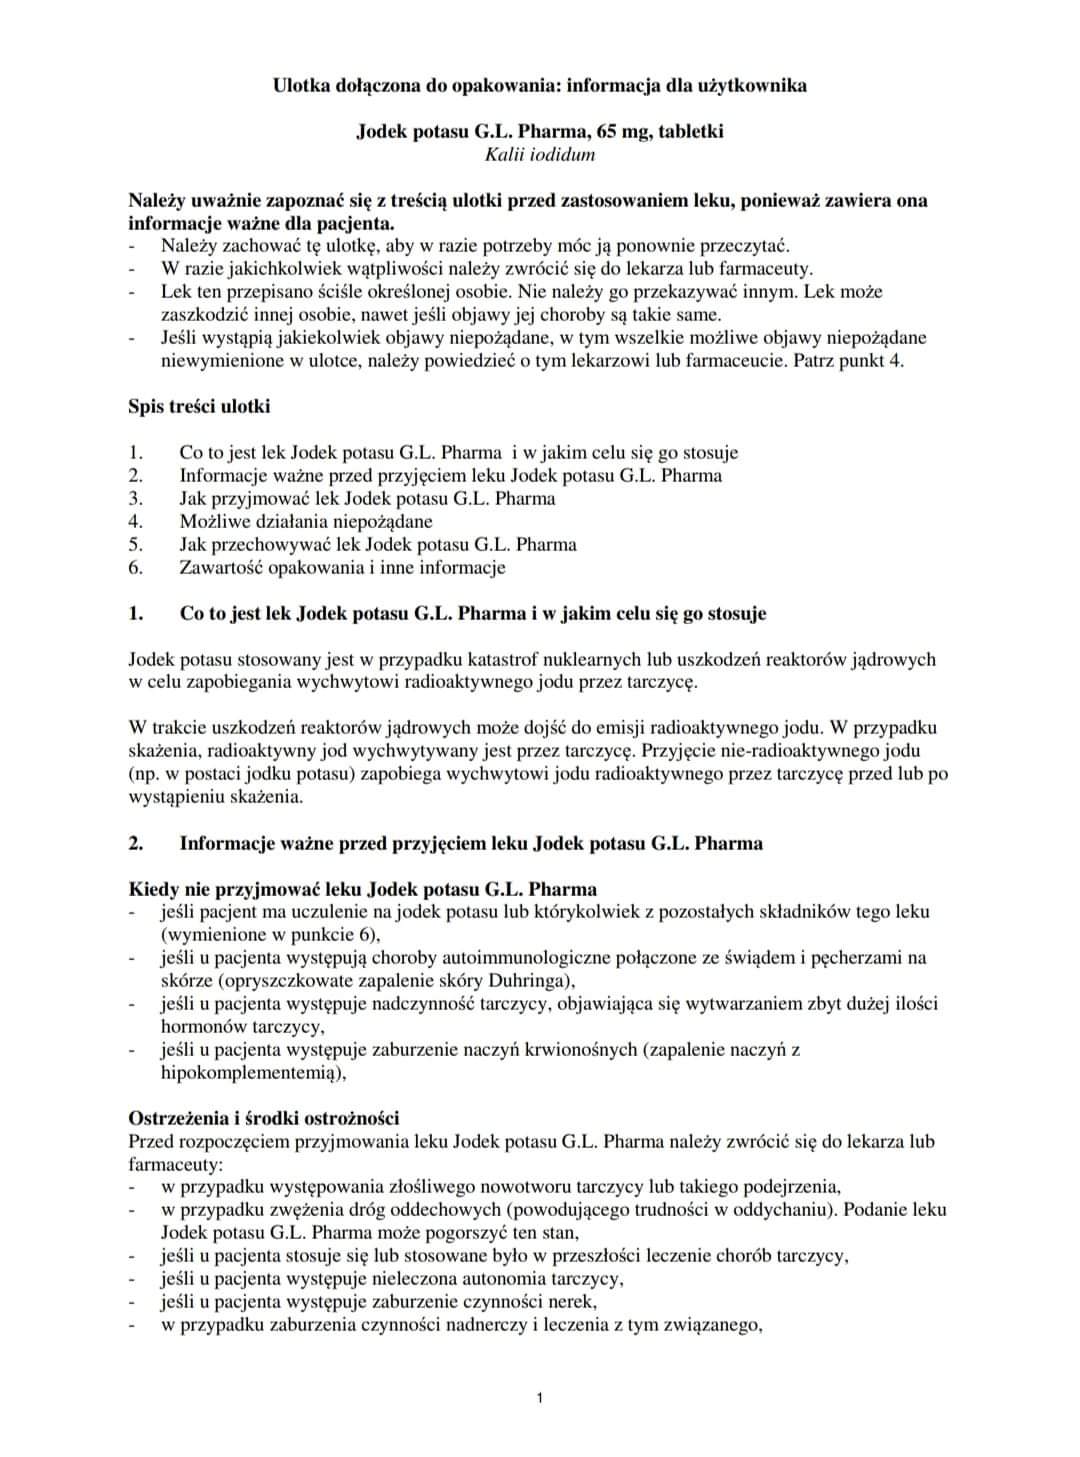 Ulotka dołączona do opakowania: informacja dla użytkownika
Jodek potasu G.L. Pharma, 65 mg, tabletki
Kalii iodidum
Należy uważnie zapoznać się z treścią ulotki przed zastosowaniem leku, ponieważ zawiera ona
informacje ważne dla pacjenta.
- Należy zachować tę ulotkę, aby w razie potrzeby móc ją ponownie przeczytać.
- W razie jakichkolwiek wątpliwości należy zwrócić się do lekarza lub farmaceuty.
- Lek ten przepisano ściśle określonej osobie. Nie należy go przekazywać innym. Lek może
zaszkodzić innej osobie, nawet jeśli objawy jej choroby są takie same.
- Jeśli wystąpią jakiekolwiek objawy niepożądane, w tym wszelkie możliwe objawy niepożądane
niewymienione w ulotce, należy powiedzieć o tym lekarzowi lub farmaceucie. Patrz punkt 4.
Spis treści ulotki
1. Co to jest lek Jodek potasu G.L. Pharma i w jakim celu się go stosuje
2. Informacje ważne przed przyjęciem leku Jodek potasu G.L. Pharma
3. Jak przyjmować lek Jodek potasu G.L. Pharma
4. Możliwe działania niepożądane
5. Jak przechowywać lek Jodek potasu G.L. Pharma
6. Zawartość opakowania i inne informacje
1. Co to jest lek Jodek potasu G.L. Pharma i w jakim celu się go stosuje
Jodek potasu stosowany jest w przypadku katastrof nuklearnych lub uszkodzeń reaktorów jądrowych
w celu zapobiegania wychwytowi radioaktywnego jodu przez tarczycę.
W trakcie uszkodzeń reaktorów jądrowych może dojść do emisji radioaktywnego jodu. W przypadku
skażenia, radioaktywny jod wychwytywany jest przez tarczycę. Przyjęcie nie-radioaktywnego jodu
(np. w postaci jodku potasu) zapobiega wychwytowi jodu radioaktywnego przez tarczycę przed lub po
wystąpieniu skażenia.
2. Informacje ważne przed przyjęciem leku Jodek potasu G.L. Pharma
Kiedy nie przyjmować leku Jodek potasu G.L. Pharma
- jeśli pacjent ma uczulenie na jodek potasu lub którykolwiek z pozostałych składników tego leku
(wymienione w punkcie 6),
- jeśli u pacjenta występują choroby autoimmunologiczne połączone ze świądem i pęcherzami na
skórze (opryszczkowate zapalenie skóry Duhringa),
- jeśli u pacjenta występuje nadczynność tarczycy, objawiająca się wytwarzaniem zbyt dużej ilości
hormonów tarczycy,
- jeśli u pacjenta występuje zaburzenie naczyń krwionośnych (zapalenie naczyń z
hipokomplementemią),
Ostrzeżenia i środki ostrożności
Przed rozpoczęciem przyjmowania leku Jodek potasu G.L. Pharma należy zwrócić się do lekarza lub
farmaceuty:
- w przypadku występowania złośliwego nowotworu tarczycy lub takiego podejrzenia,
- w przypadku zwężenia dróg oddechowych (powodującego trudności w oddychaniu). Podanie leku
Jodek potasu G.L. Pharma może pogorszyć ten stan,
- jeśli u pacjenta stosuje się lub stosowane było w przeszłości leczenie chorób tarczycy,
- jeśli u pacjenta występuje nieleczona autonomia tarczycy,
- jeśli u pacjenta występuje zaburzenie czynności nerek,
- w przypadku zaburzenia czynności nadnerczy i leczenia z tym związanego,
1